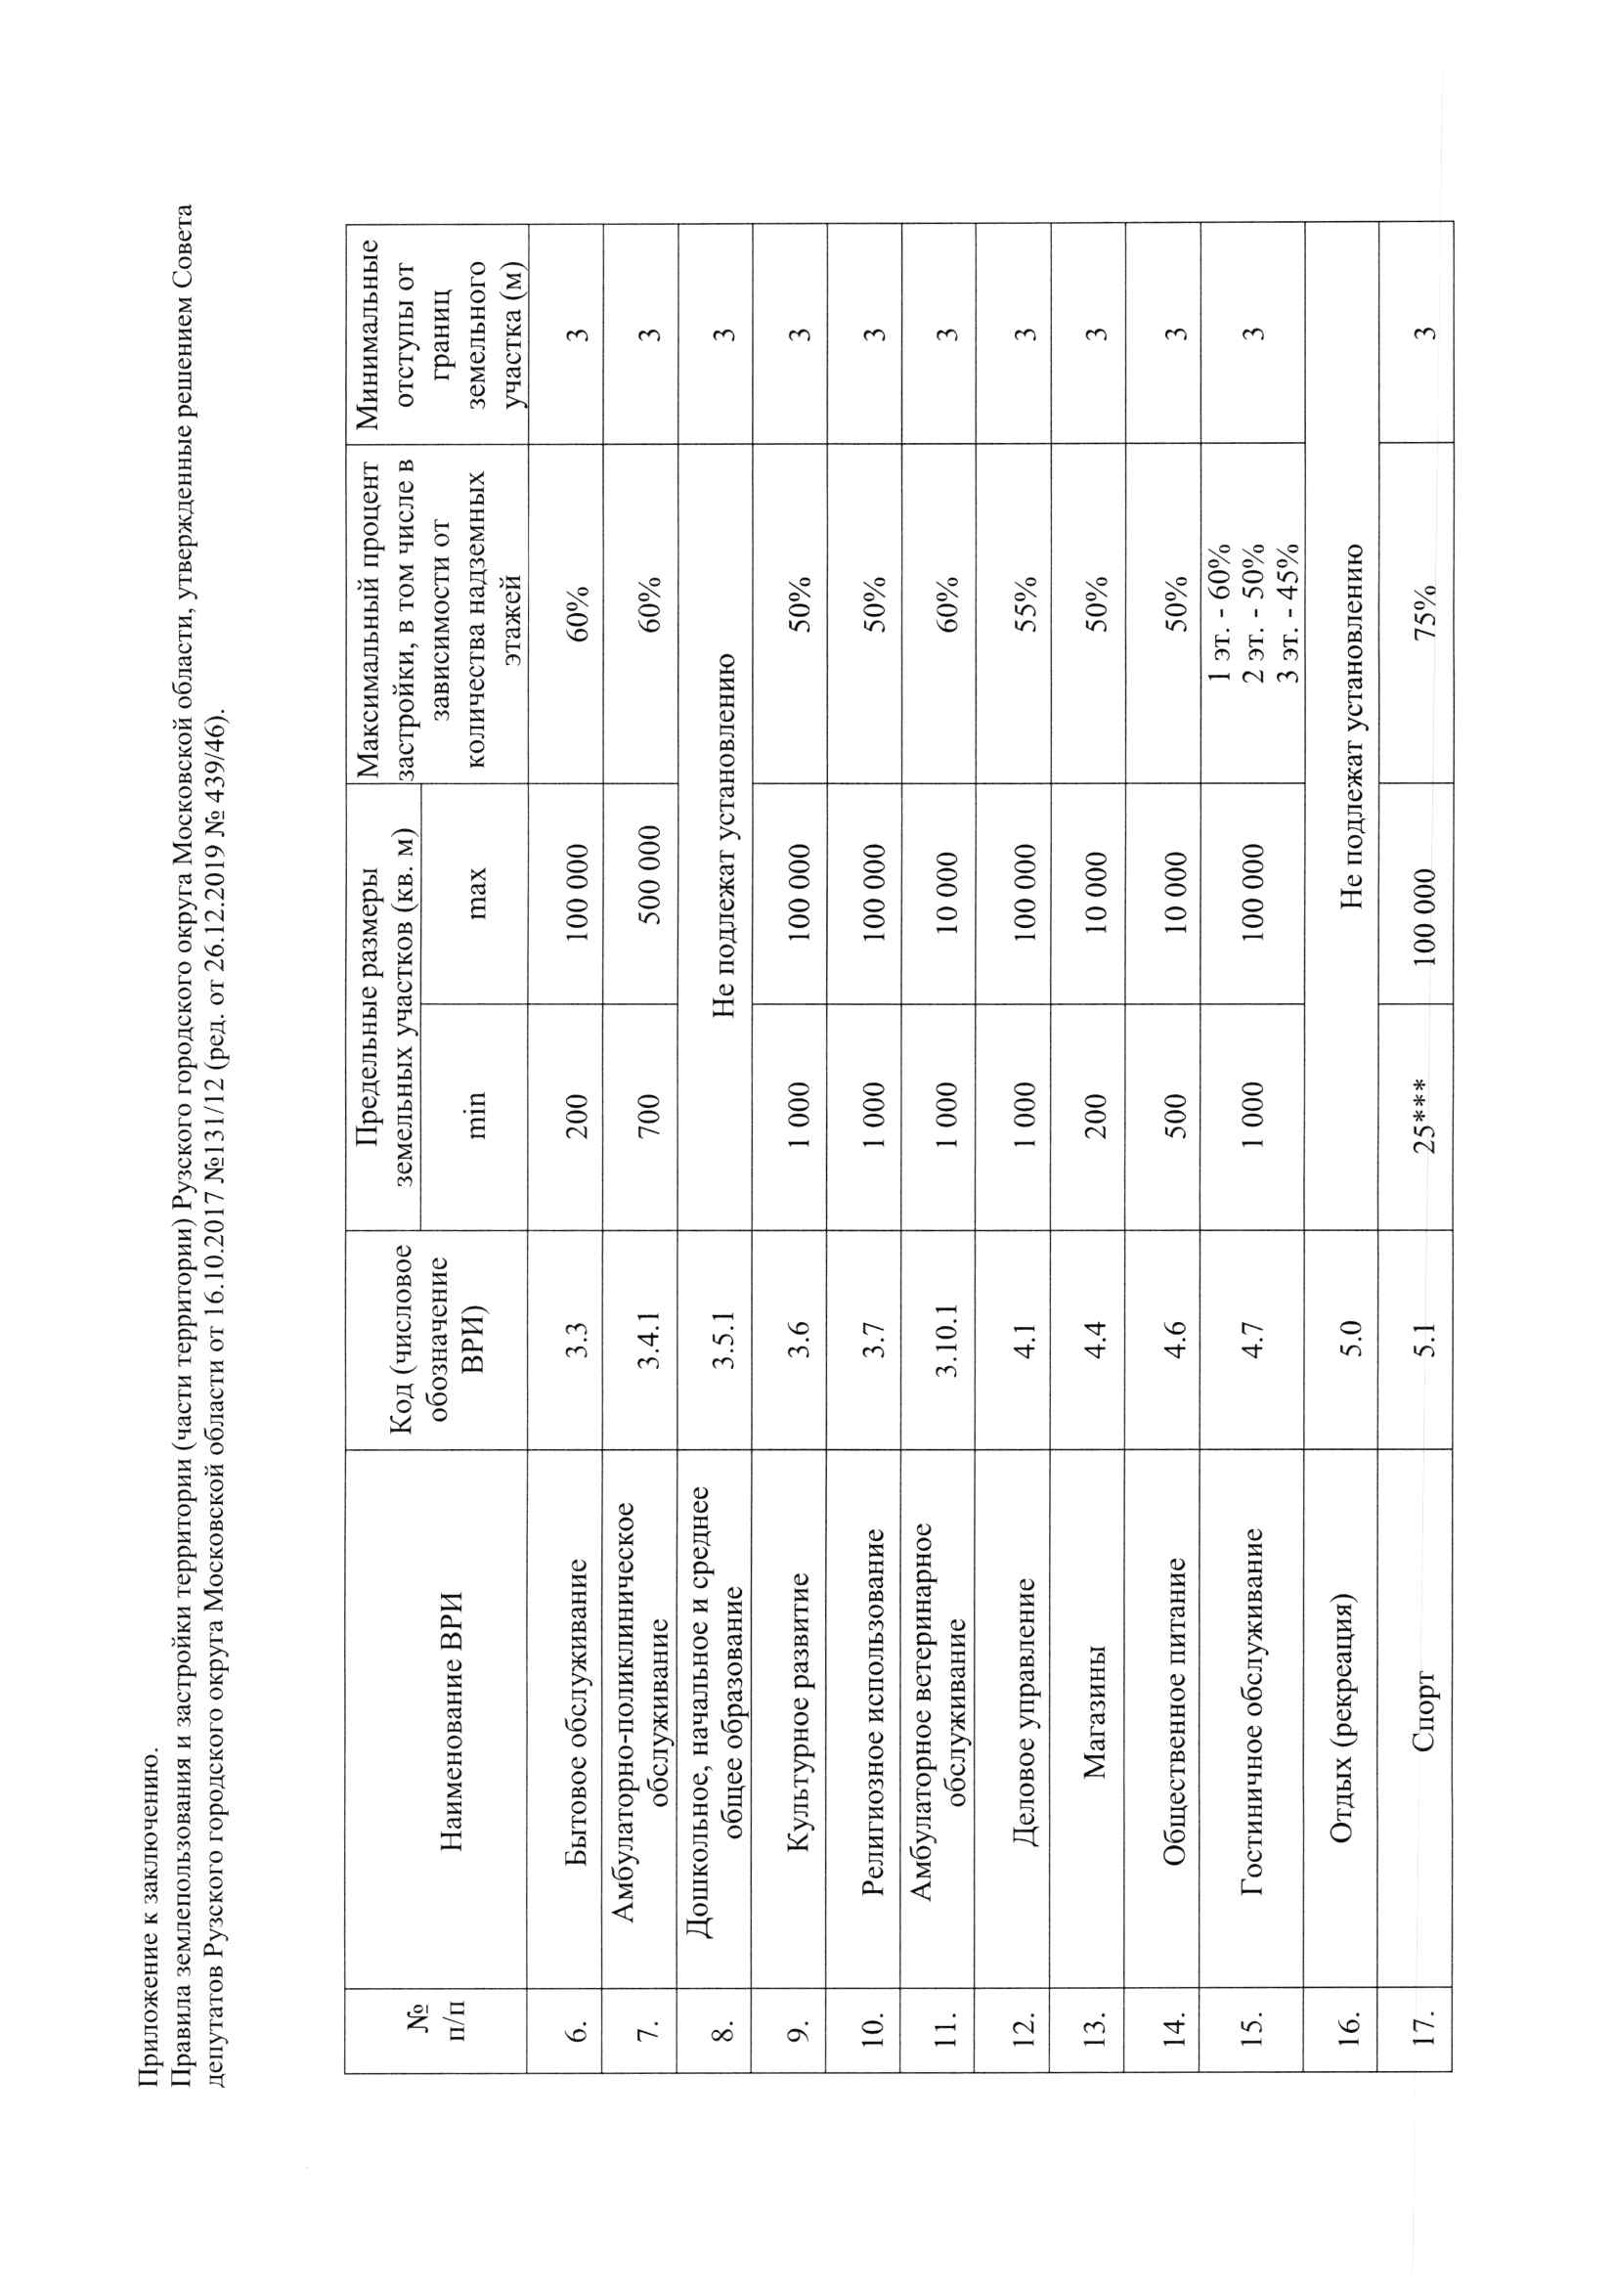 Приложение к заключению.
Правила землепользования и застройки территории (части территории) Рузского городского округа Московской области, утвержденные решением Совета
депутатов Рузского городского округа Московской области от 16.10.2017 №131/12 (ред. от 26.12.2019 № 439/46).
№
п/п
Наименование ВРИ
Код (числовое
обозначение
ВРИ)
Предельные размеры
земельных участков (кв. м)
min
max
Максимальный процент
застройки, в том числе в
зависимости от
количества надземных
этажей
Минимальные
отступы от
границ
земельного
участка (м)
6. Бытовое обслуживание 3.3 200 100 000 60% 3
7. Амбулаторно-поликлиническое
обслуживание 3.4.1 700 500 000 60% 3
8. Дошкольное, начальное и среднее
общее образование 3.5.1 Не подлежат установлению 3
9. Культурное развитие 3.6 1 000 100 000 50% 3
10. Религиозное использование 3.7 1 000 100 000 50% 3
11. Амбулаторное ветеринарное
обслуживание 3.10.1 1 000 10 000 60% 3
12. Деловое управление 4.1 1 000 100 000 55% 3
13. Магазины 4.4 200 10 000 50% 3
14. Общественное питание 4.6 500 10 000 50% 3
15. Гостиничное обслуживание 4.7 1 000 100 000 1 эт. - 60%
2 эт. - 50%
3 эт. - 45%
3
16. Отдых (рекреация) 5.0 Не подлежат установлению
17. Спорт 5.1 25*** 100 000 75% 3